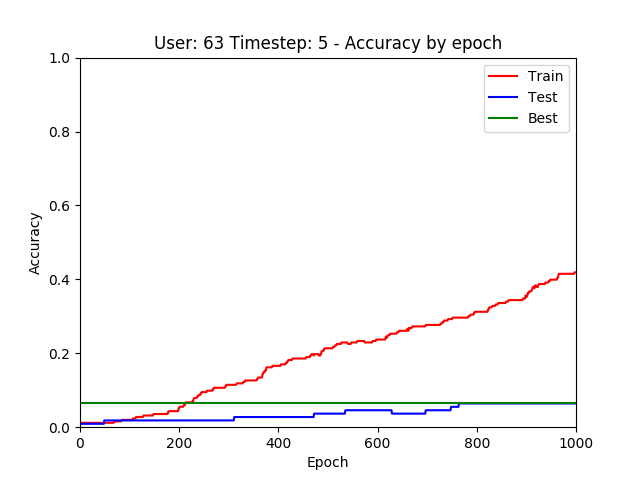 User: 63 Timestep: 5 - Accuracy by epoch
Accuracy
1.0
0.8
0.6
0.4
0.2
0.0
Train
Test
Best
0 200 400 600 800 1000
Epoch